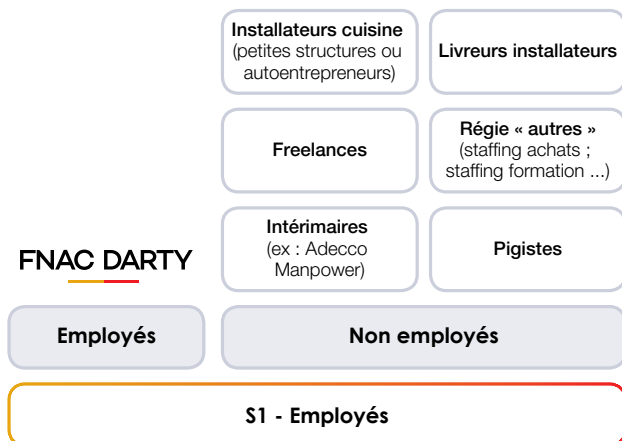 Installateurs cuisine
(petites structures ou
autoentrepreneurs)
Livreurs installateurs
Freelances
Régie « autres »
(staffing achats ;
staffing formation ...)
Intérimaires
(ex : Adecco
Manpower)
Pigistes
FNAC DARTY
Employés
Non employés
S1 - Employés